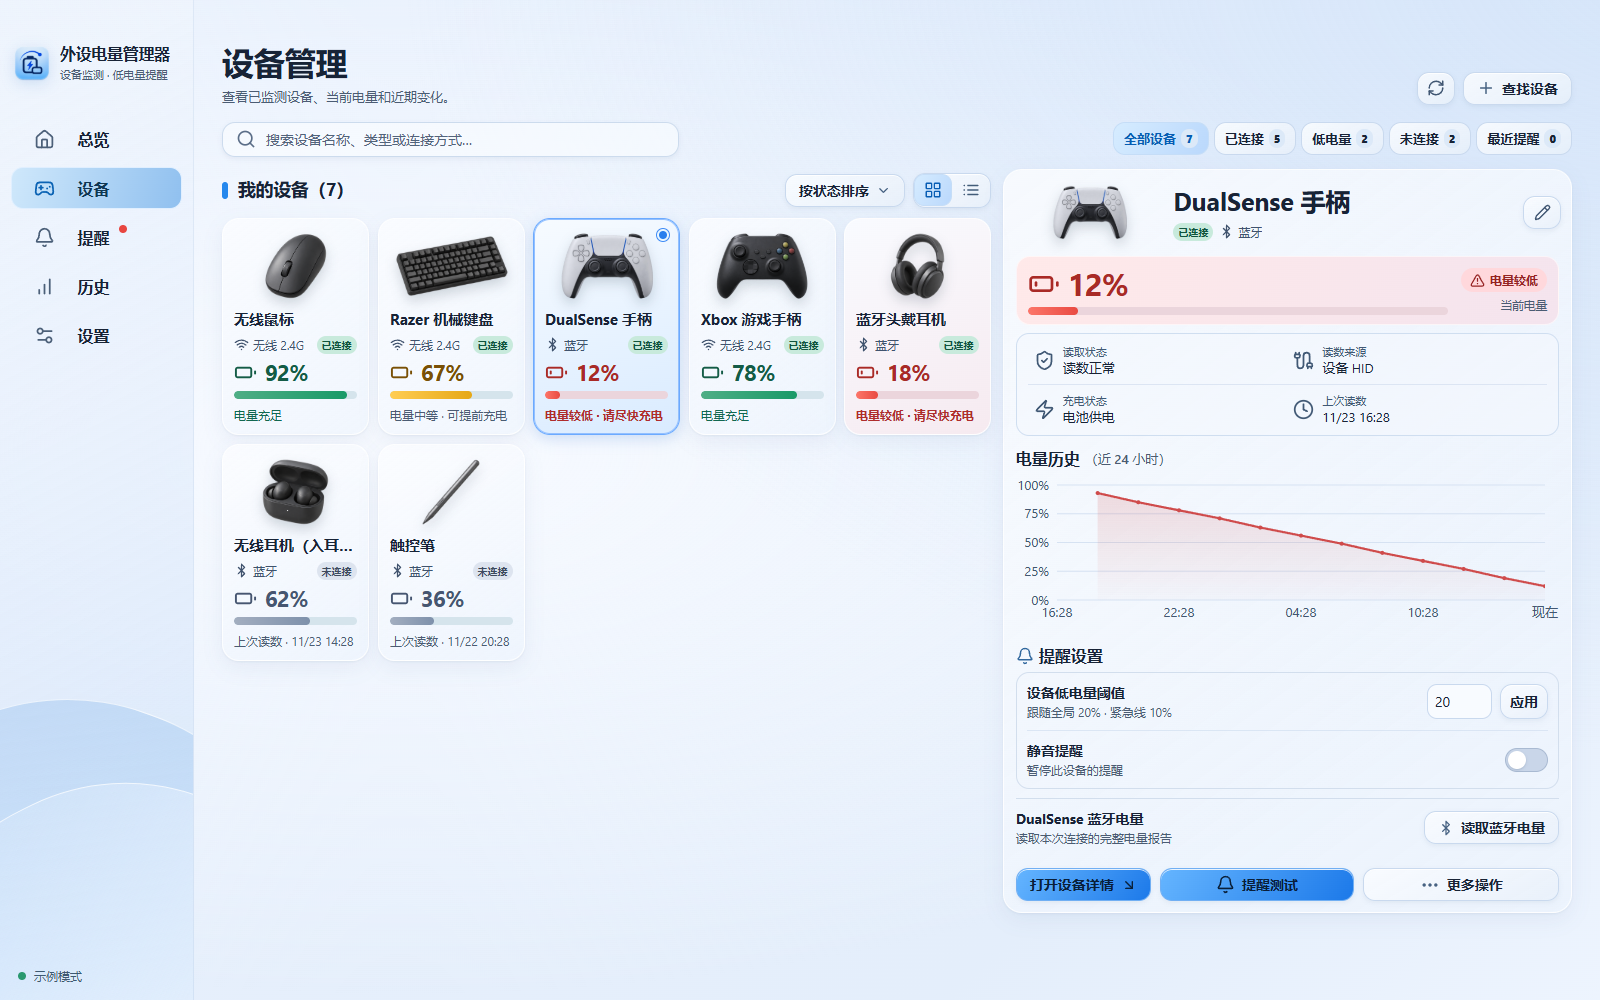 外设电量管理器
设备监测 · 低电量提醒
总览
设备
提醒
历史
设置
示例模式
设备管理
查看已监测设备、当前电量和近期变化。
查找设备
搜索设备名称、类型或连接方式...
全部设备 7
已连接 5
低电量 2
未连接 2
最近提醒 0
我的设备（7）
按状态排序
无线鼠标
无线 2.4G 已连接
92%
电量充足
Razer 机械键盘
无线 2.4G 已连接
67%
电量中等 · 可提前充电
DualSense 手柄
蓝牙 已连接
12%
电量较低 · 请尽快充电
Xbox 游戏手柄
无线 2.4G 已连接
78%
电量充足
蓝牙头戴耳机
蓝牙 已连接
18%
电量较低 · 请尽快充电
无线耳机（入耳...
蓝牙 未连接
62%
上次读数 · 11/23 14:28
触控笔
蓝牙 未连接
36%
上次读数 · 11/22 20:28
DualSense 手柄
已连接 蓝牙
12%
电量较低
当前电量
读取状态
读数正常
读数来源
设备 HID
充电状态
电池供电
上次读数
11/23 16:28
电量历史 （近 24 小时）
100%
75%
50%
25%
0%
16:28 22:28 04:28 10:28 现在
提醒设置
设备低电量阈值
跟随全局 20% · 紧急线 10%
20 应用
静音提醒
暂停此设备的提醒
DualSense 蓝牙电量
读取本次连接的完整电量报告
读取蓝牙电量
打开设备详情
提醒测试
更多操作